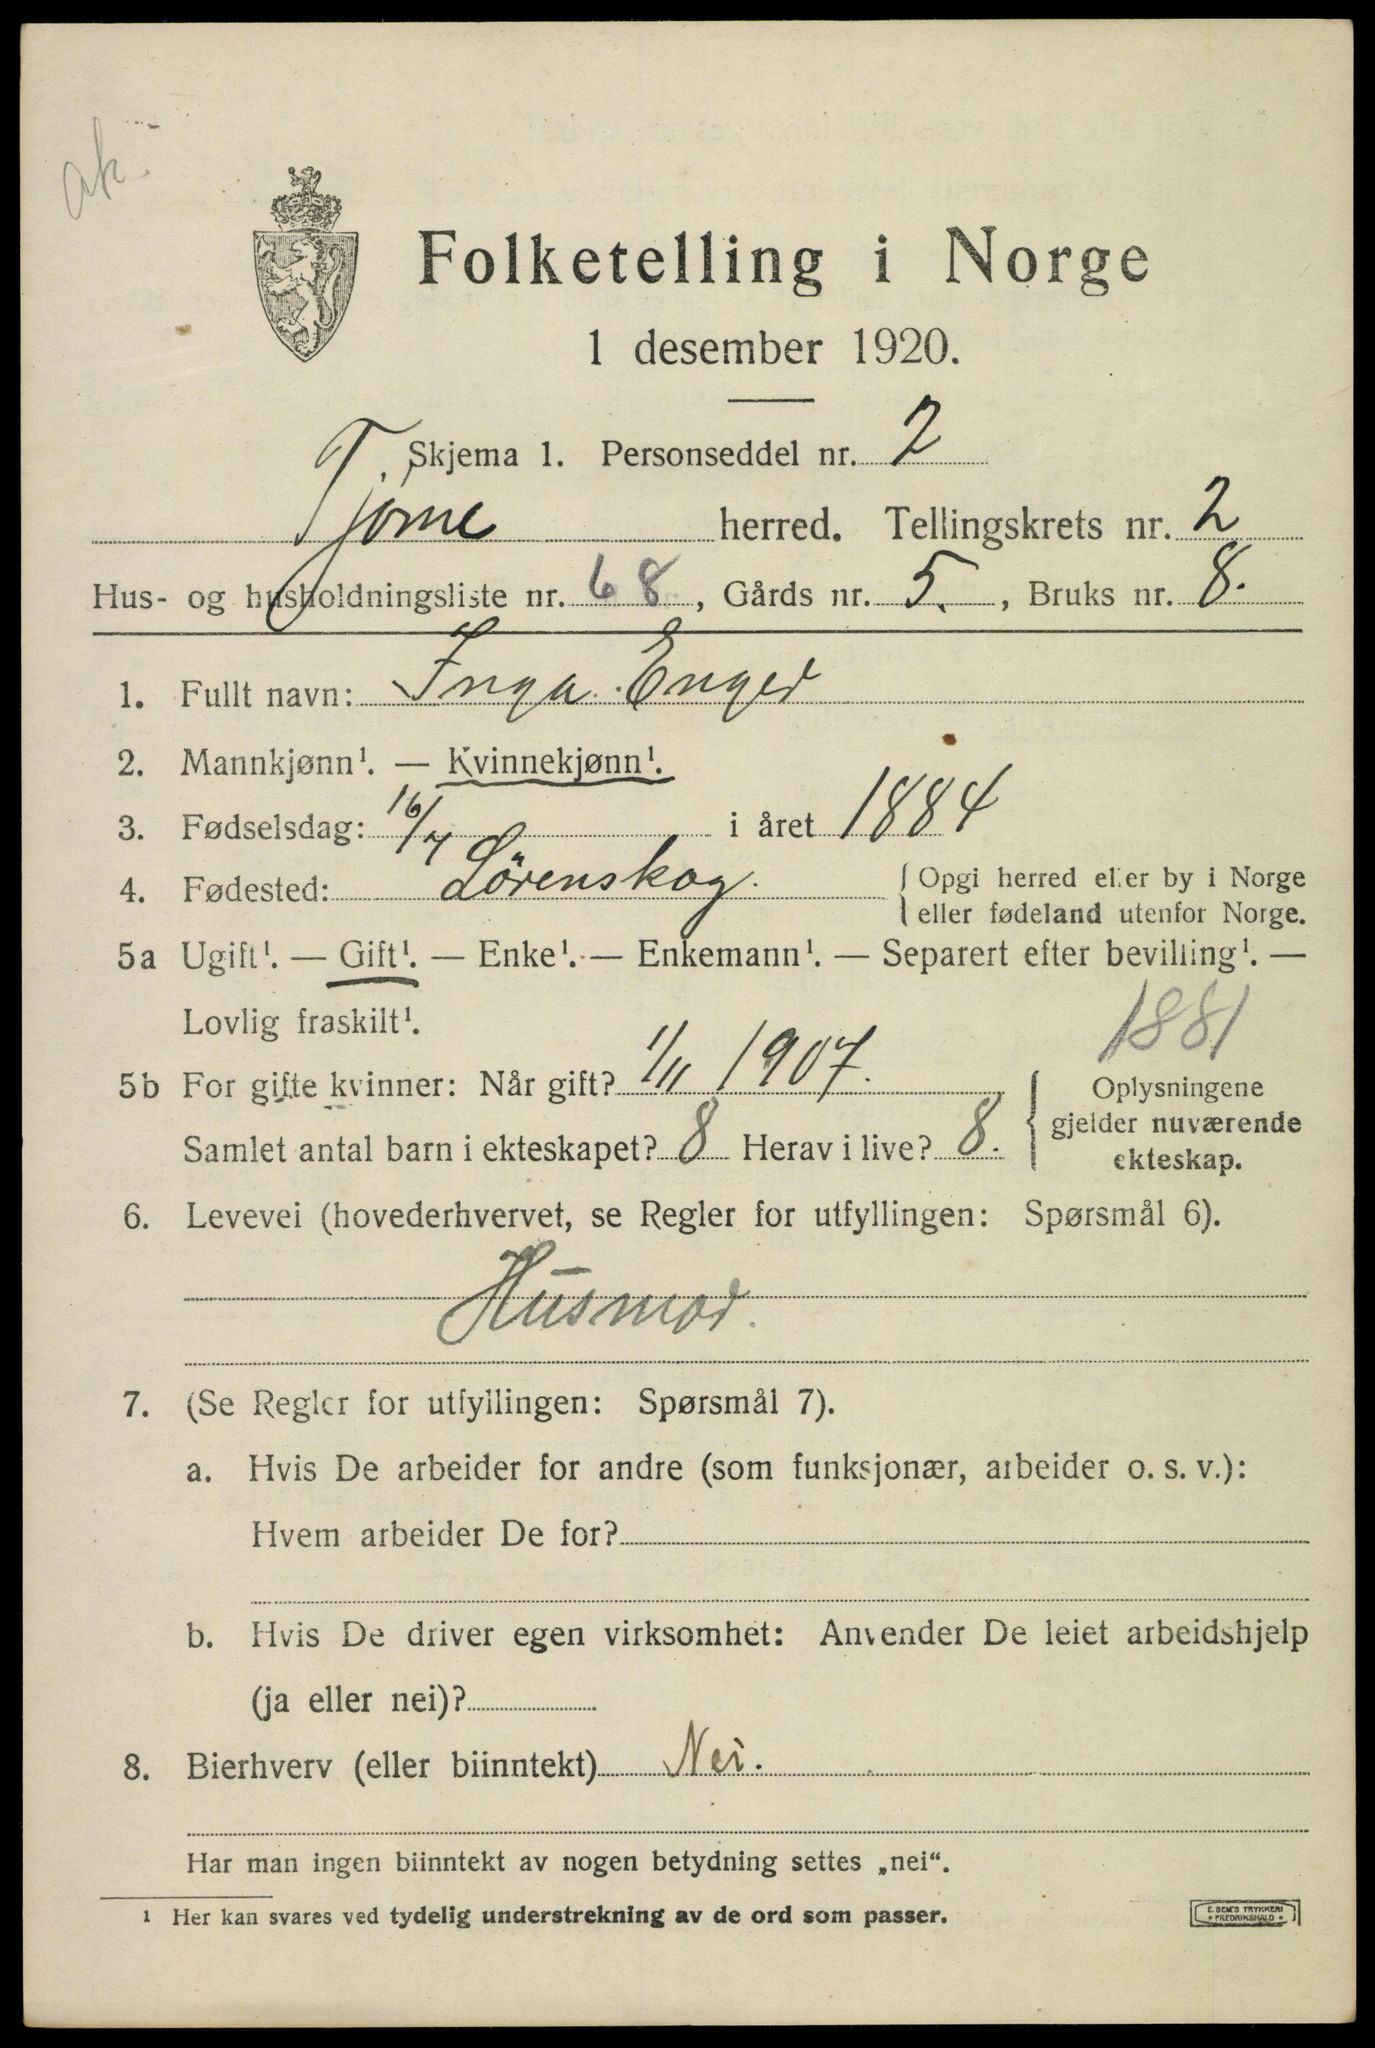 ak.
Folketelling i Norge
1 desember 1920.
Skjema 1. Personseddel nr. 2
Tjøme herred. Tellingskrets nr. 2
Hus- og husholdningsliste nr. 68, Gårds nr. 5., Bruks nr. 8.
1. Fullt navn: Inga Enger
2. Mannkjønn¹. — Kvinnekjønn¹.
3. Fødselsdag: 16/7 i året 1884
4. Fødested: Lörenskog. { Opgi herred eller by i Norge
eller fødeland utenfor Norge.
5a Ugift¹. — Gift¹. — Enke¹. — Enkemann¹. — Separert efter bevilling¹. —
Lovlig fraskilt¹.
1881
5b For gifte kvinner: Når gift? 1/11 1907.
Samlet antal barn i ekteskapet? 8 Herav i live? 8.
{ Oplysningene
gjelder nuværende
ekteskap.
6. Levevei (hovederhvervet, se Regler for utfyllingen: Spørsmål 6).
Husmor.
7. (Se Regler for utfyllingen: Spørsmål 7).
a. Hvis De arbeider for andre (som funksjonær, arbeider o. s. v.):
Hvem arbeider De for?
b. Hvis De driver egen virksomhet: Anvender De leiet arbeidshjelp
(ja eller nei)?
8. Bierhverv (eller biinntekt) Nei.
Har man ingen biinntekt av nogen betydning settes „nei“.
¹ Her kan svares ved tydelig understrekning av de ord som passer.
E. SEM'S TRYKKERI
• FREDRIKSHALD •